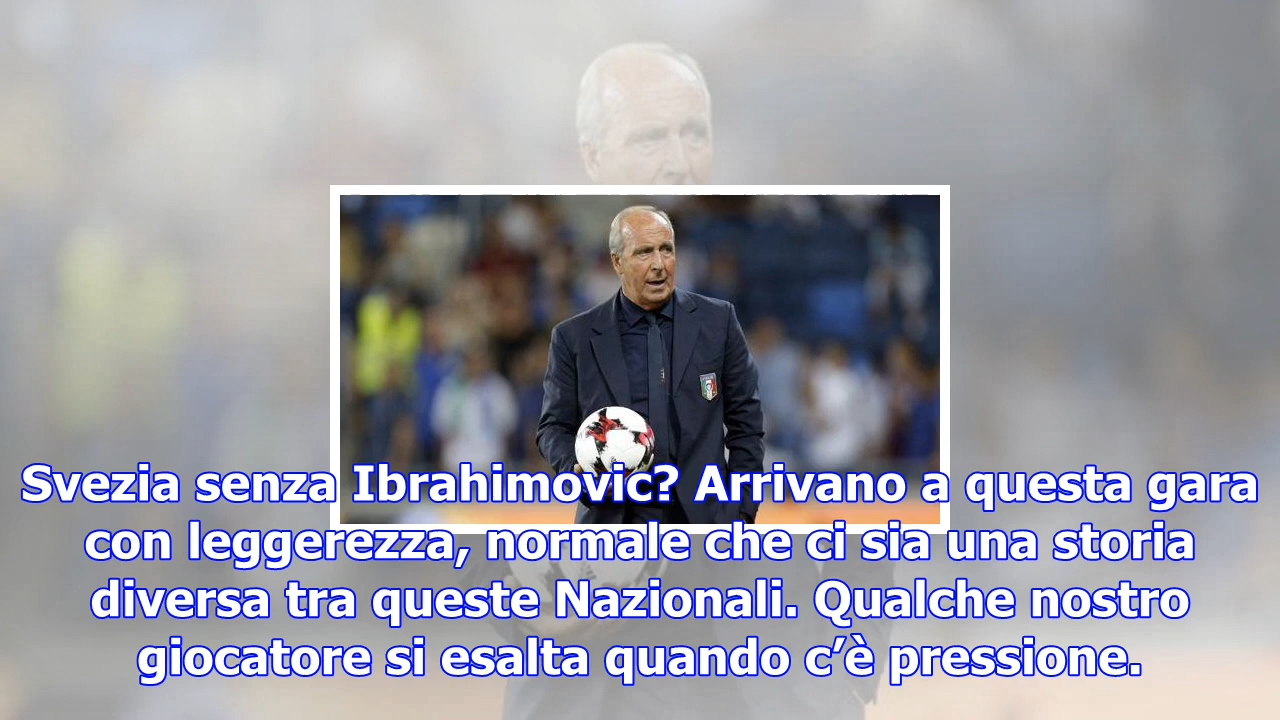 Svezia senza Ibrahimovic? Arrivano a questa gara
con leggerezza, normale che ci sia una storia
diversa tra queste Nazionali. Qualche nostro
giocatore si esalta quando c’è pressione.